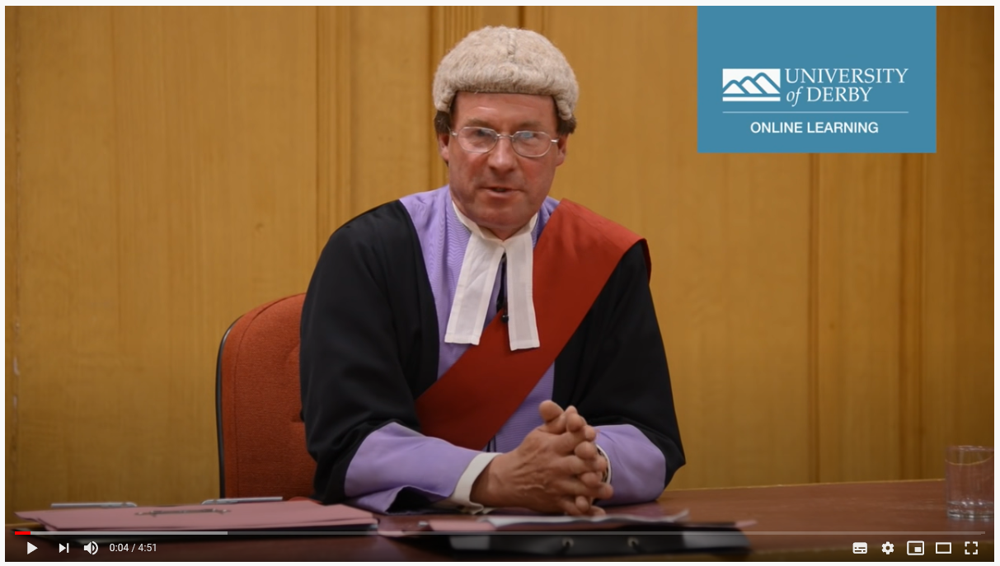 UNIVERSITY
of DERBY
ONLINE LEARNING
0:04 / 4:51